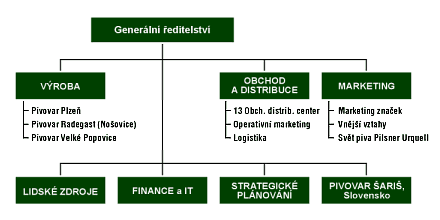 Generální ředitelství
VÝROBA
Pivovar Plzeň
Pivovar Radegast (Nošovice)
Pivovar Velké Popovice
OBCHOD
A DISTRIBUCE
13 Obch. distrib. center
Operativní marketing
Logistika
MARKETING
Marketing značek
Vnější vztahy
Svět piva Pilsner Urquell
LIDSKÉ ZDROJE
FINANCE a IT
STRATEGICKÉ
PLÁNOVÁNÍ
PIVOVAR ŠARIŠ,
Slovensko